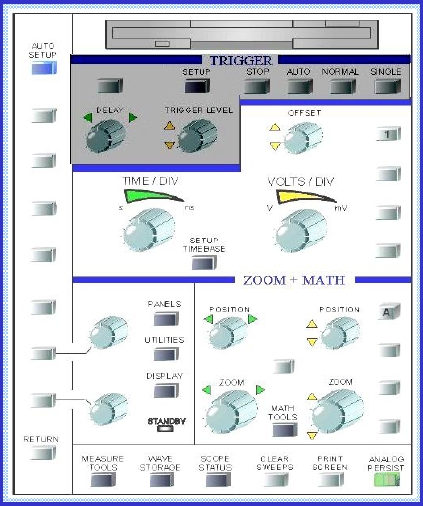 AUTO
SETUP
TRIGGER
SETUP STOP AUTO NORMAL SINGLE
DELAY TRIGGER LEVEL
OFFSET
1
TIME / DIV VOLTS / DIV
s ns V mV
SETUP
TIMEBASE
ZOOM + MATH
PANELS
POSITION POSITION
A
UTILITIES
DISPLAY
ZOOM ZOOM
MATH
TOOLS
STANDBY
RETURN
MEASURE
TOOLS
WAVE
STORAGE
SCOPE
STATUS
CLEAR
SWEEPS
PRINT
SCREEN
ANALOG
PERSIST